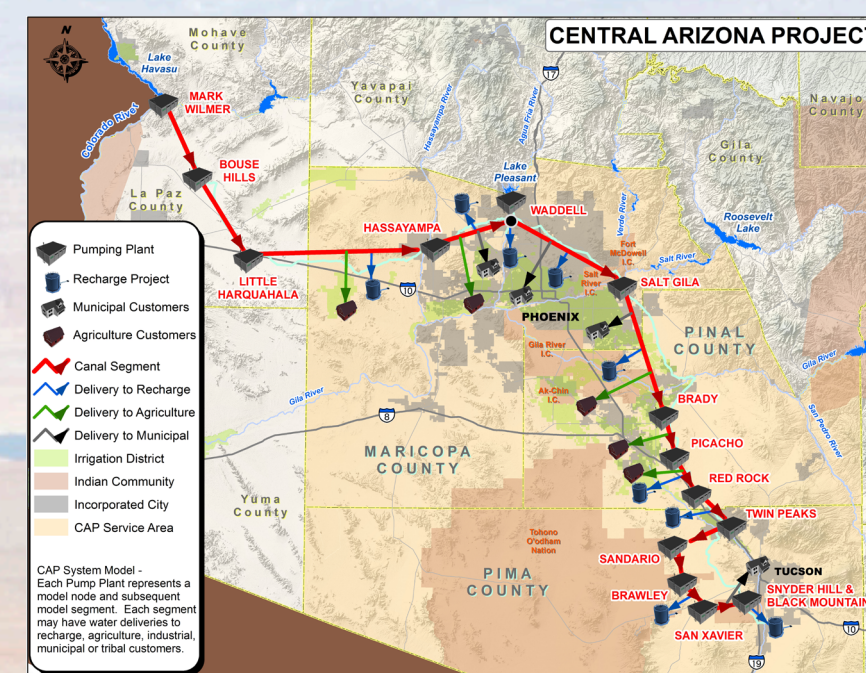 CENTRAL ARIZONA PROJECT
N
Mohave
County
Lake
Havasu
Colorado River
MARK
WILMER
BOUSE
HILLS
La Paz
County
Yavapai
County
Hassayampa River
Agua Fria River
17
Navajo
County
Gila
County
Lake
Pleasant
WADDELL
Verde River
Roosevelt
Lake
HASSAYAMPA
LITTLE
HARQUAHALA
10
Fort
McDowell
I.C.
Salt River
Salt
River
I.C.
SALT GILA
PHOENIX
PINAL
COUNTY
Gila River
I.C.
Gila River
Ak-Chin
I.C.
Gila River
8
BRADY
San Pedro River
PICACHO
MARICOPA
COUNTY
RED ROCK
Yuma
County
TWIN PEAKS
Tohono
O'odham
Nation
SANDARIO
PIMA
COUNTY
TUCSON
BRAWLEY
SNYDER HILL &
BLACK MOUNTAIN
SAN XAVIER
10
19
Pumping Plant
Recharge Project
Municipal Customers
Agriculture Customers
Canal Segment
Delivery to Recharge
Delivery to Agriculture
Delivery to Municipal
Irrigation District
Indian Community
Incorporated City
CAP Service Area
CAP System Model -
Each Pump Plant represents a
model node and subsequent
model segment. Each segment
may have water deliveries to
recharge, agriculture, industrial,
municipal or tribal customers.